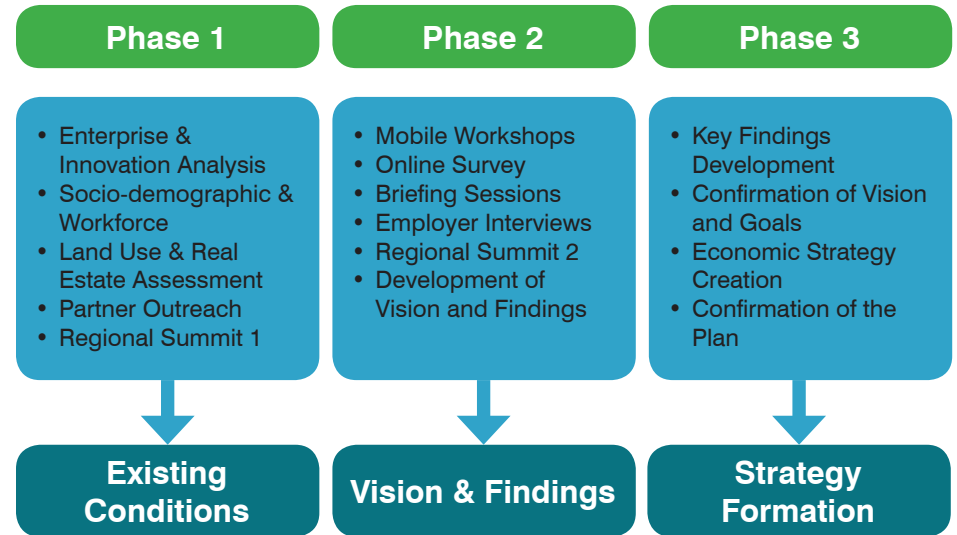 Phase 1
• Enterprise &
Innovation Analysis
• Socio-demographic &
Workforce
• Land Use & Real
Estate Assessment
• Partner Outreach
• Regional Summit 1
Existing
Conditions
Phase 2
• Mobile Workshops
• Online Survey
• Briefing Sessions
• Employer Interviews
• Regional Summit 2
• Development of
Vision and Findings
Vision & Findings
Phase 3
• Key Findings
Development
• Confirmation of Vision
and Goals
• Economic Strategy
Creation
• Confirmation of the
Plan
Strategy
Formation